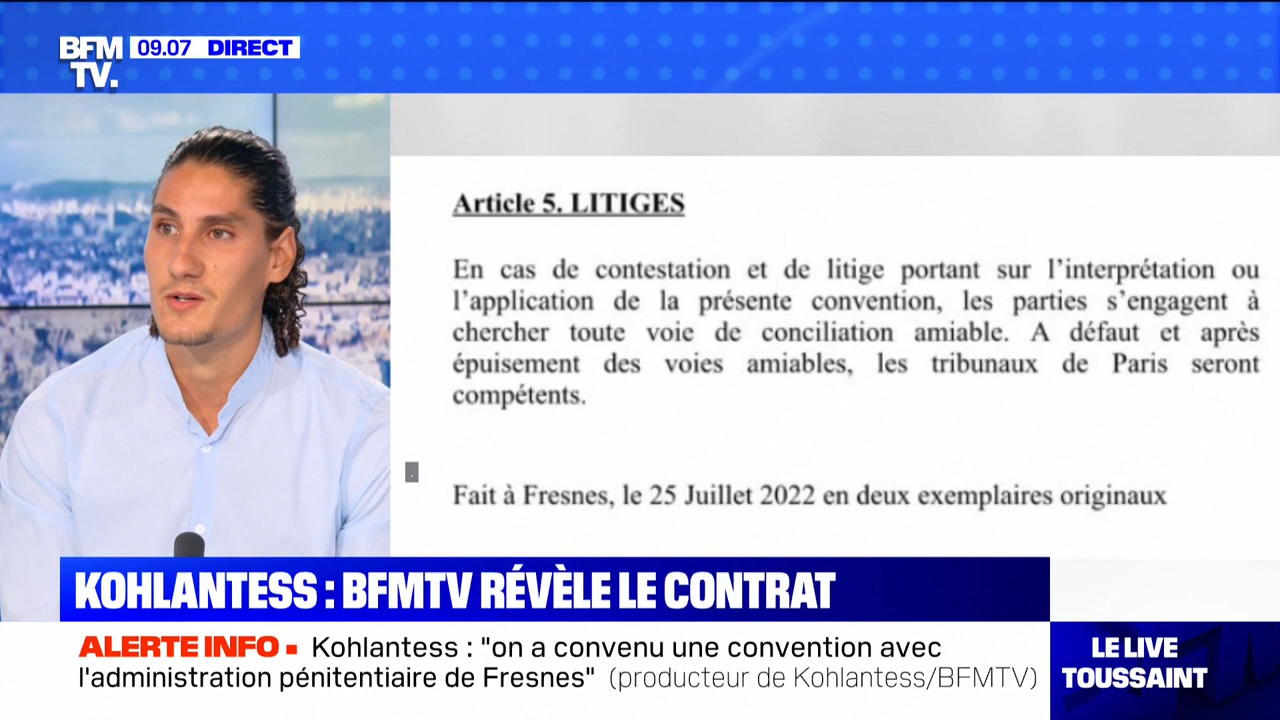 BFM
TV.
09.07 DIRECT
Article 5. LITIGES
En cas de contestation et de litige portant sur l'interprétation ou
l'application de la présente convention, les parties s'engagent à
chercher toute voie de conciliation amiable. A défaut et après
épuisement des voies amiables, les tribunaux de Paris seront
compétents.
Fait à Fresnes, le 25 Juillet 2022 en deux exemplaires originaux
KOHLANTESS : BFMTV RÉVÈLE LE CONTRAT
ALERTE INFO ▪ Kohlantess : "on a convenu une convention avec
l'administration pénitentiaire de Fresnes" (producteur de Kohlantess/BFMTV)
LE LIVE
TOUSSAINT